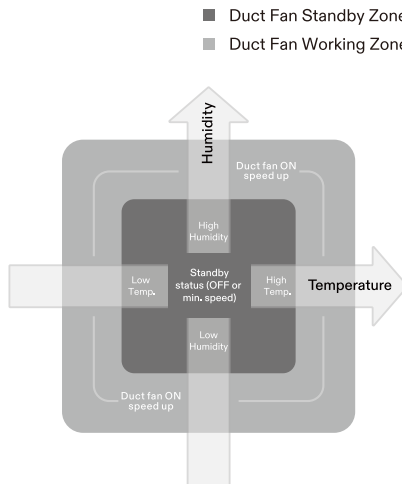 Duct Fan Standby Zone
Duct Fan Working Zone
Humidity
Duct fan ON
speed up
High
Humidity
Low
Temp.
Standby
status (OFF or
min. speed)
High
Temp.
Temperature
Low
Humidity
Duct fan ON
speed up